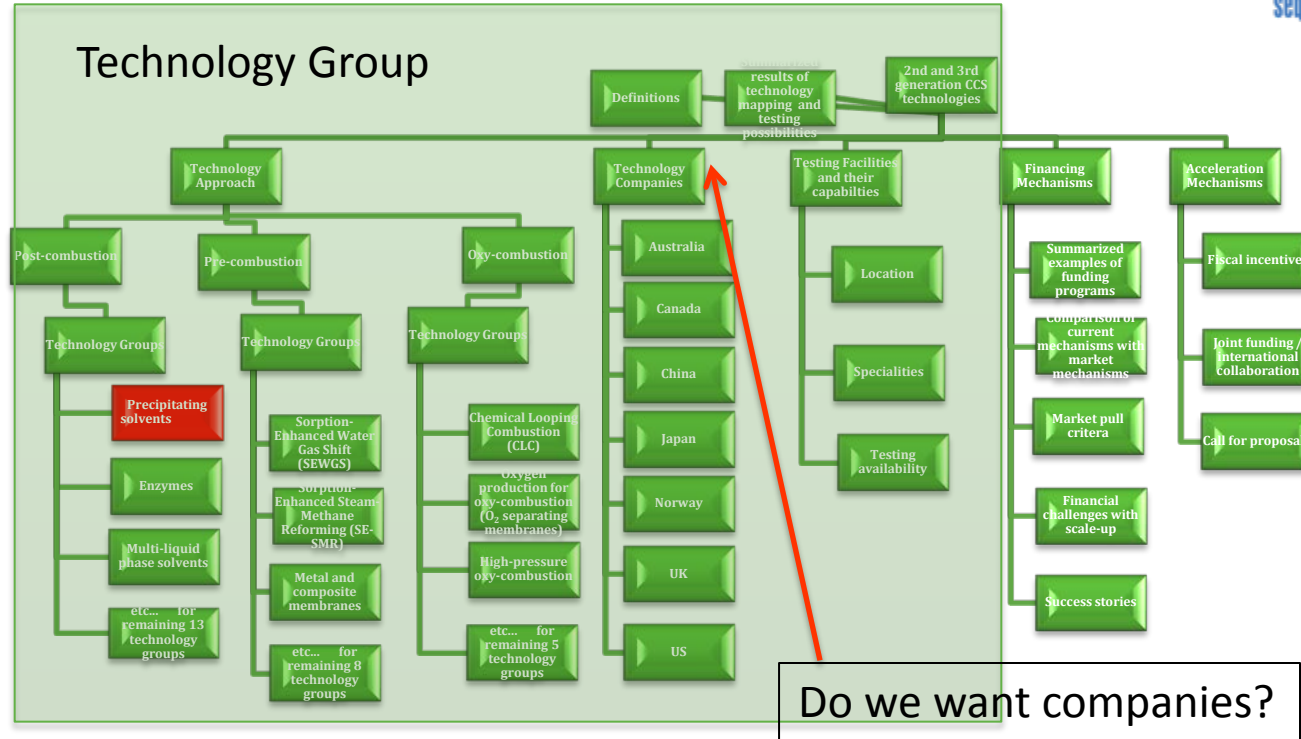 Technology Group
Definitions
results of
technology
mapping and
testing
possibilities
2nd and 3rd
generation CCS
technologies
Technology
Approach
Technology
Companies
Testing Facilities
and their
capabilties
Financing
Mechanisms
Acceleration
Mechanisms
Post-combustion
Pre-combustion
Oxy-combustion
Technology Groups
Technology Groups
Technology Groups
Precipitating
solvents
Enzymes
Multi-liquid
phase solvents
etc... for
remaining 13
technology
groups
Sorption-
Enhanced Water
Gas Shift
(SEWGS)
Sorption-
Enhanced Steam-
Methane
Reforming (SE-
SMR)
Metal and
composite
membranes
etc... for
remaining 8
technology
groups
Chemical Looping
Combustion
(CLC)
Oxygen
production for
oxy-combustion
(O₂ separating
membranes)
High-pressure
oxy-combustion
etc... for
remaining 5
technology
groups
Australia
Canada
China
Japan
Norway
UK
US
Location
Specialities
Testing
availability
Summarized
examples of
funding
programs
Comparison of
current
mechanisms with
market
mechanisms
Market pull
critera
Financial
challenges with
scale-up
Success stories
Fiscal incentive
Joint funding /
international
collaboration
Call for proposa
Do we want companies?